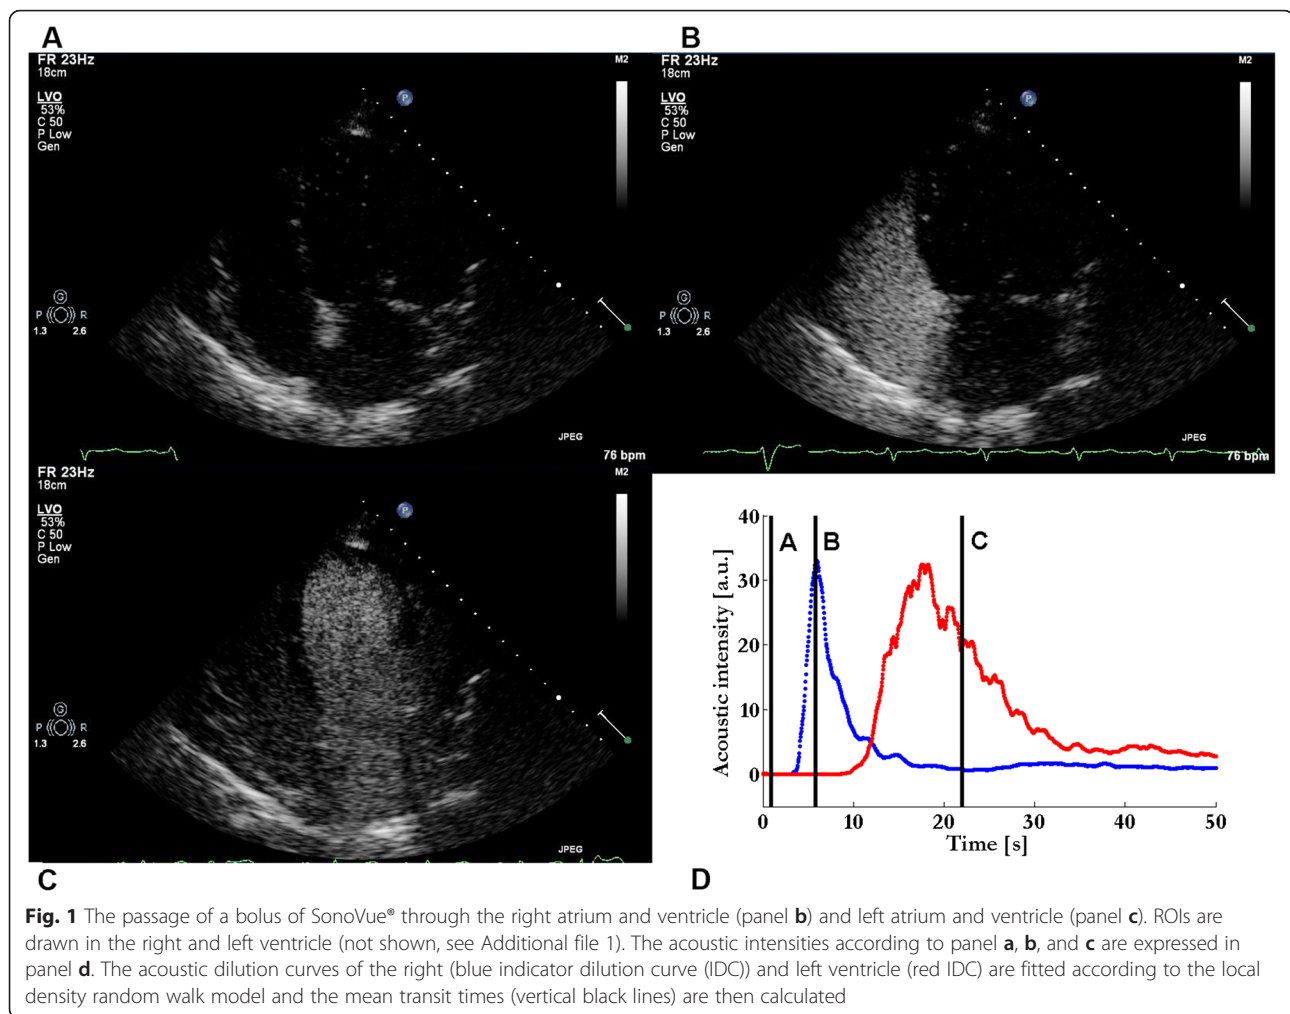 A
FR 23Hz
18cm
LVO
53%
C 50
P Low
Gen
M2
P
G
P R
1.3 2.6
JPEG
76 bpm
B
FR 23Hz
18cm
LVO
53%
C 50
P Low
Gen
M2
P
G
P R
1.3 2.6
JPEG
76 bpm
FR 23Hz
18cm
LVO
53%
C 50
P Low
Gen
M2
P
G
P R
1.3 2.6
JPEG
C
40
30
20
10
0
Acoustic intensity [a.u.]
A B C
0 10 20 30 40 50
Time [s]
D
Fig. 1 The passage of a bolus of SonoVue® through the right atrium and ventricle (panel b) and left atrium and ventricle (panel c). ROIs are
drawn in the right and left ventricle (not shown, see Additional file 1). The acoustic intensities according to panel a, b, and c are expressed in
panel d. The acoustic dilution curves of the right (blue indicator dilution curve (IDC)) and left ventricle (red IDC) are fitted according to the local
density random walk model and the mean transit times (vertical black lines) are then calculated